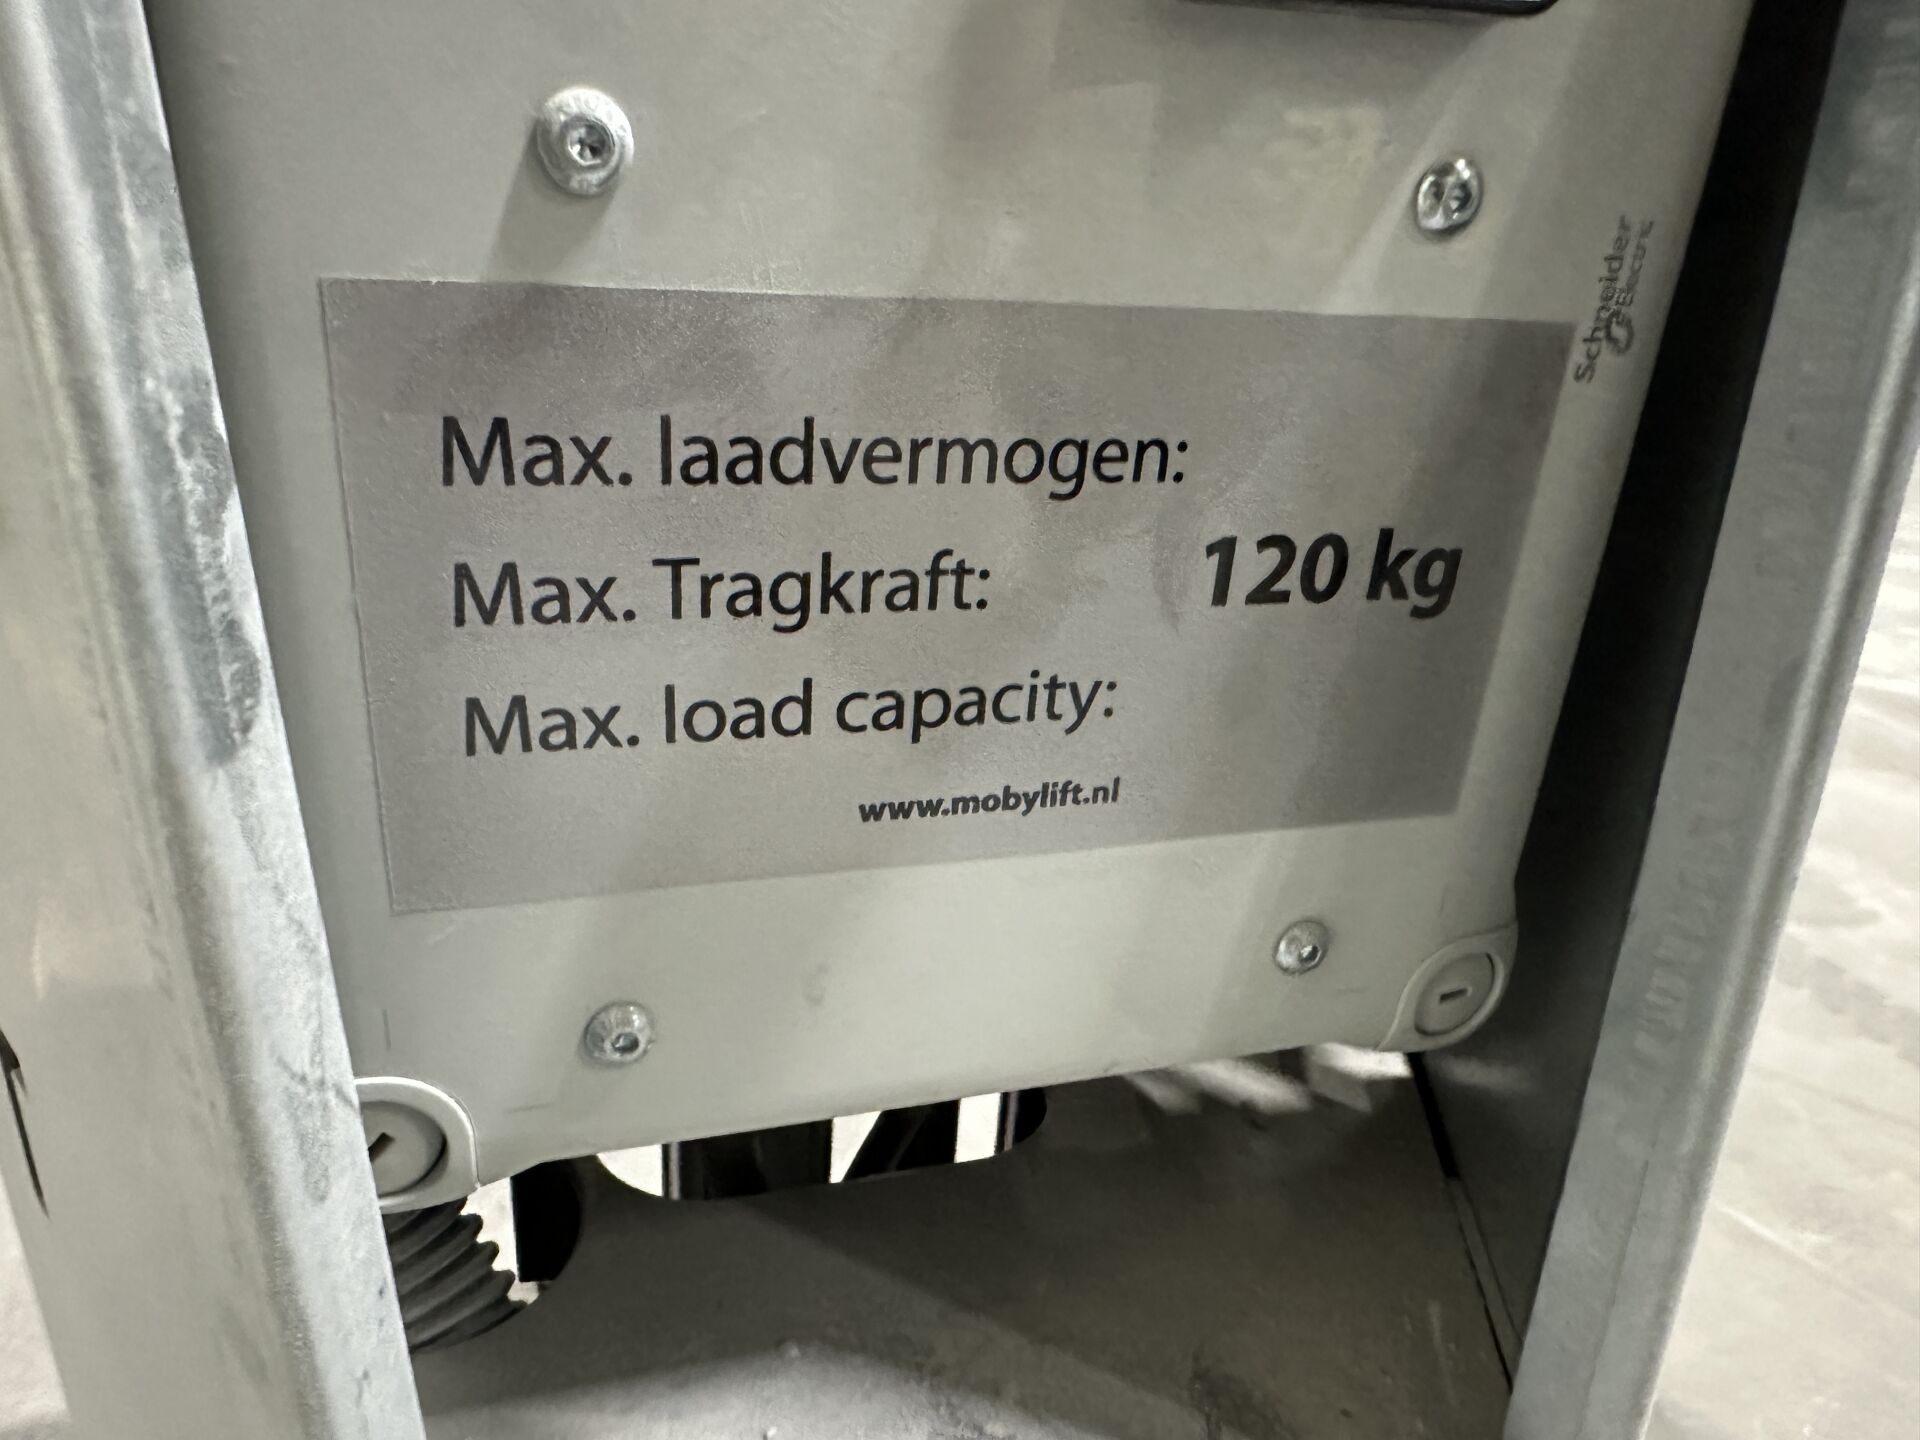 Schneider
Electric
Max. laadvermogen:
Max. Tragkraft: 120 kg
Max. load capacity:
www.mobylift.nl